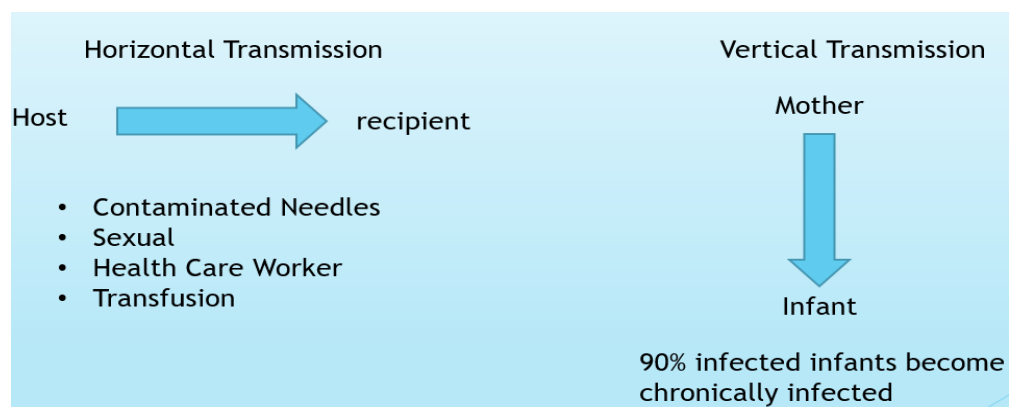 Horizontal Transmission
Host
recipient
• Contaminated Needles
• Sexual
• Health Care Worker
• Transfusion
Vertical Transmission
Mother
Infant
90% infected infants become
chronically infected